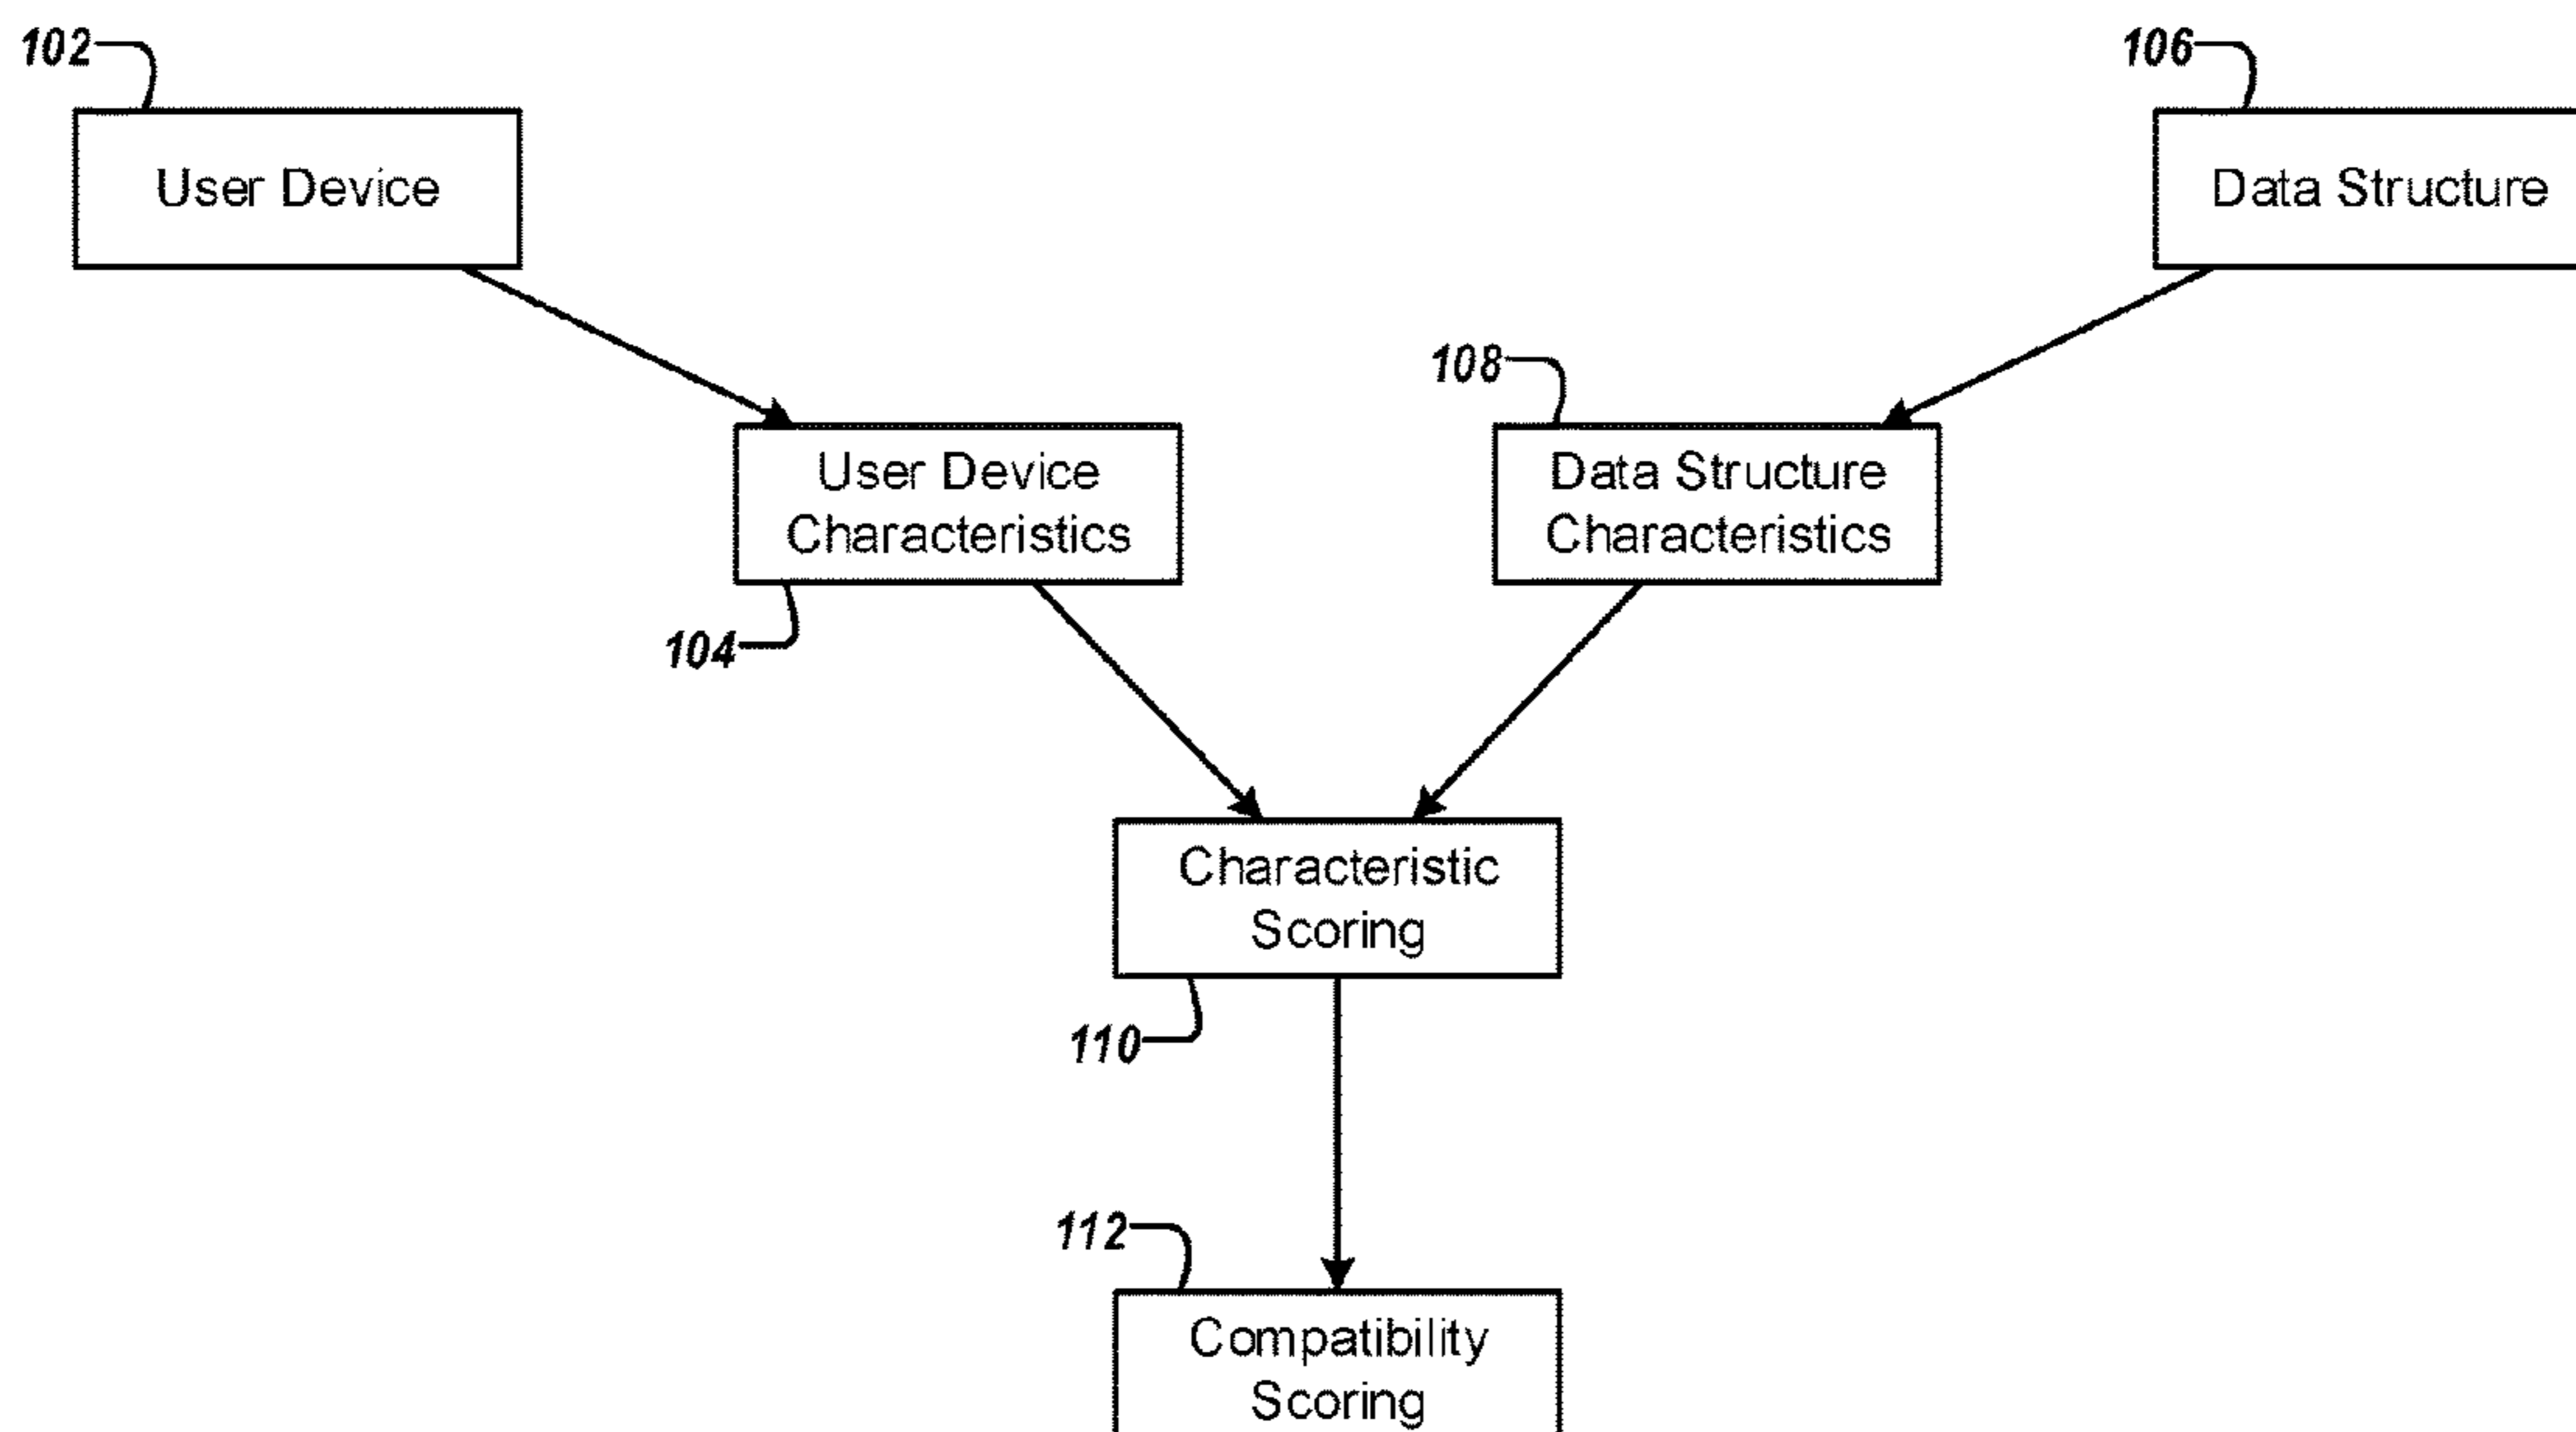 102
106
User Device
Data Structure
108
User Device
Characteristics
Data Structure
Characteristics
104
Characteristic
Scoring
110
112
Compatibility
Scoring